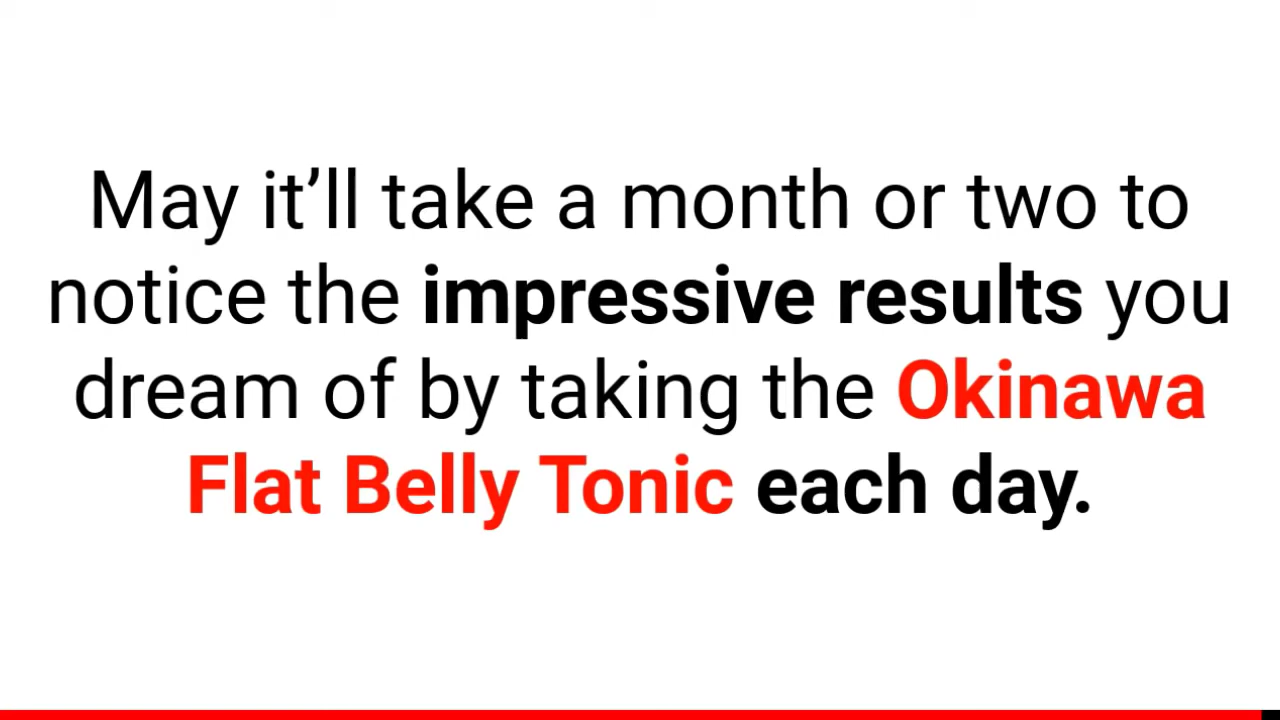 May it’ll take a month or two to
notice the impressive results you
dream of by taking the Okinawa
Flat Belly Tonic each day.